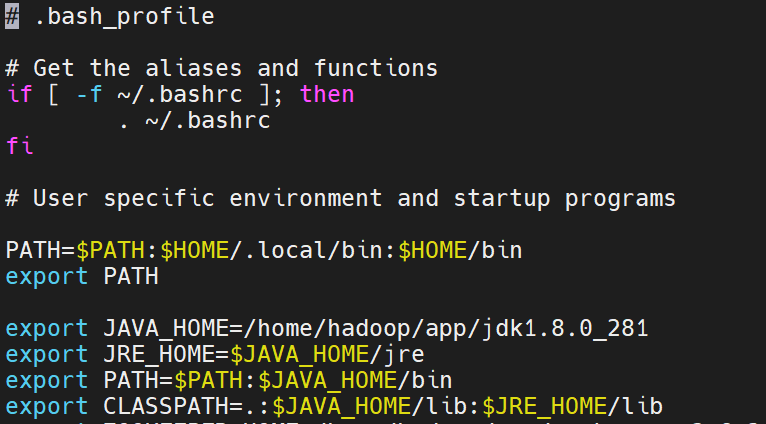 # .bash_profile
# Get the aliases and functions
if [ -f ~/.bashrc ]; then
. ~/.bashrc
fi
# User specific environment and startup programs
PATH=$PATH:$HOME/.local/bin:$HOME/bin
export PATH
export JAVA_HOME=/home/hadoop/app/jdk1.8.0_281
export JRE_HOME=$JAVA_HOME/jre
export PATH=$PATH:$JAVA_HOME/bin
export CLASSPATH=.:$JAVA_HOME/lib:$JRE_HOME/lib